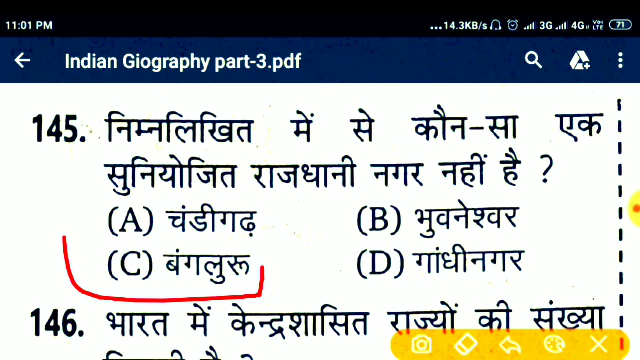 11:01 PM ...14.3KB/s 3G 4G VoLTE 71
Indian Giography part-3.pdf
145. निम्नलिखित में से कौन-सा एक
सुनियोजित राजधानी नगर नहीं है ?
(A) चंडीगढ़ (B) भुवनेश्वर
(C) बंगलुरू (D) गांधीनगर
146. भारत में केन्द्रशासित राज्यों की संख्या